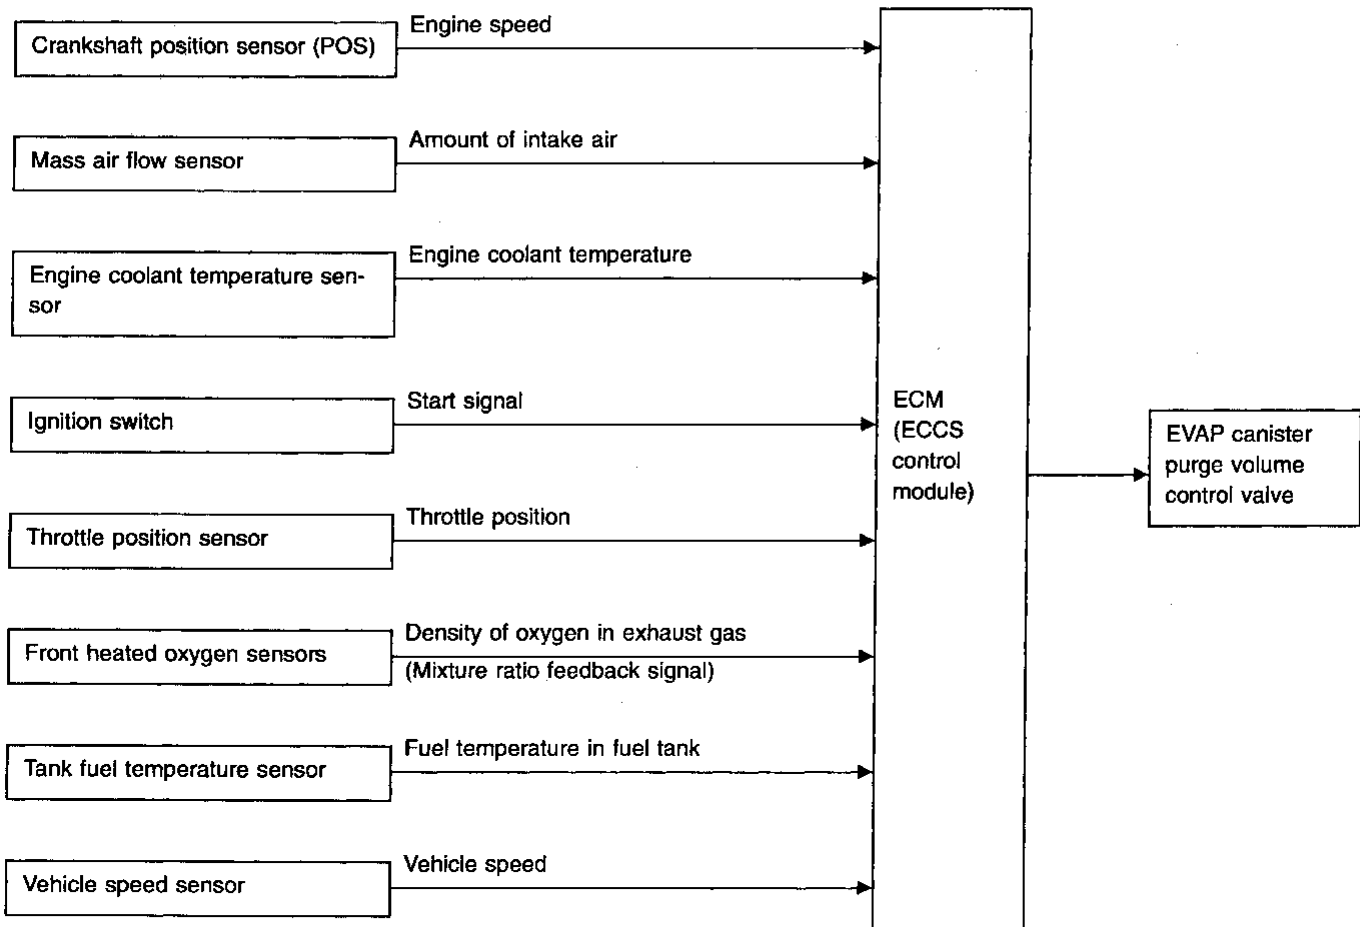 Crankshaft position sensor (POS)
Engine speed
Mass air flow sensor
Amount of intake air
Engine coolant temperature sen-
sor
Engine coolant temperature
Ignition switch
Start signal
Throttle position sensor
Throttle position
Front heated oxygen sensors
Density of oxygen in exhaust gas
(Mixture ratio feedback signal)
Tank fuel temperature sensor
Fuel temperature in fuel tank
Vehicle speed sensor
Vehicle speed
ECM
(ECCS
control
module)
EVAP canister
purge volume
control valve